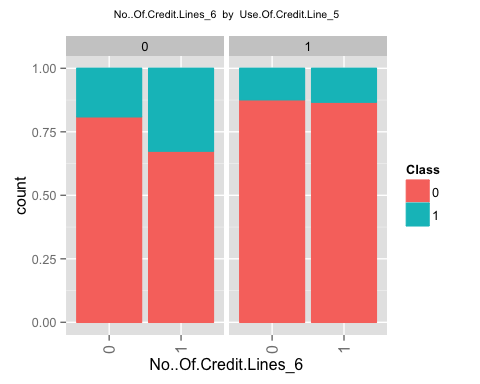 No..Of.Credit.Lines_6 by Use.Of.Credit.Line_5
0 1
1.00
0.75
0.50
0.25
0.00
count
0 1 0 1
No..Of.Credit.Lines_6
Class
0
1